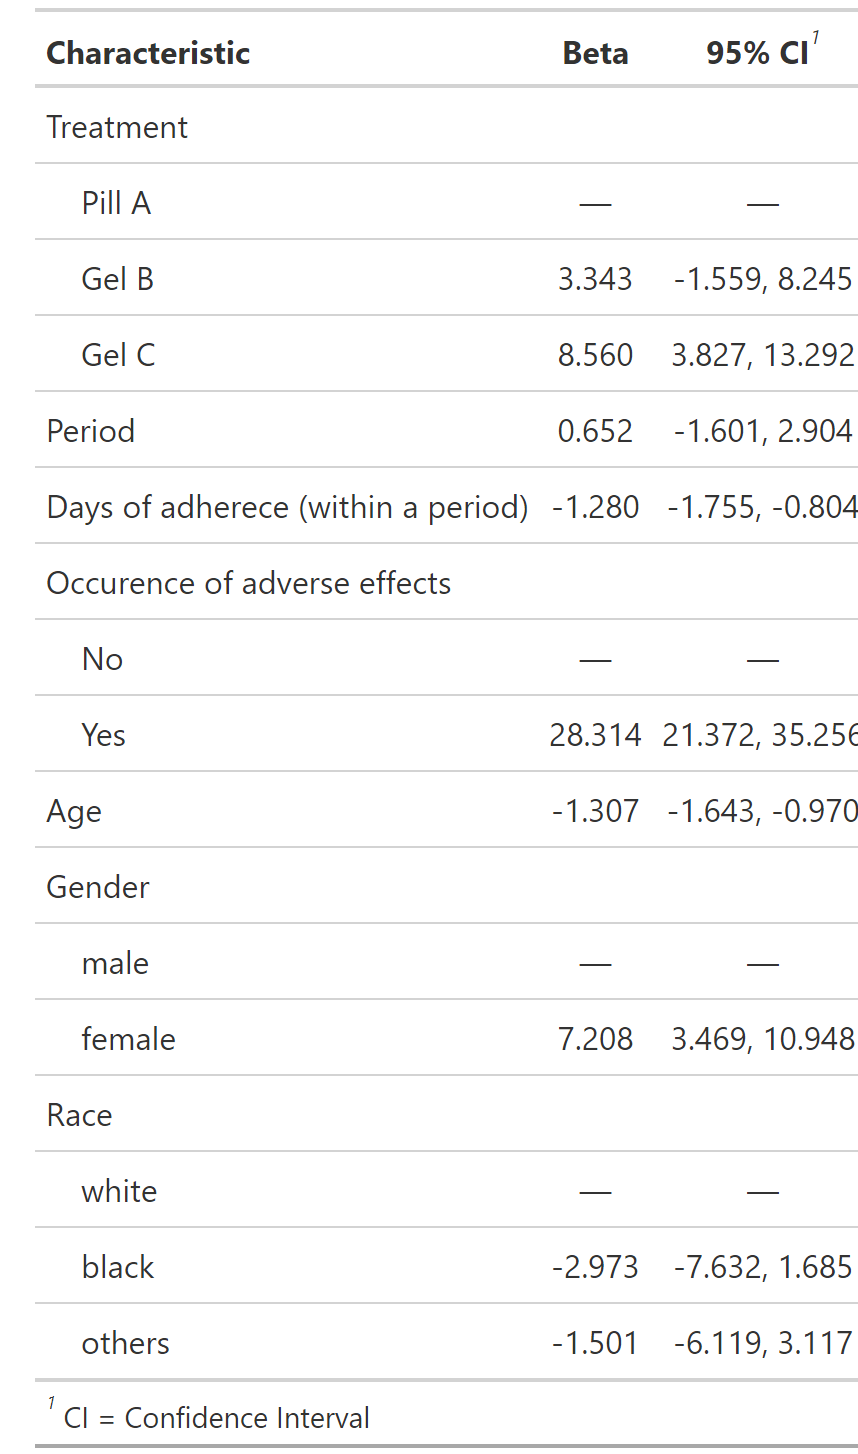 Characteristic Beta 95% CI1
Treatment
Pill A — —
Gel B 3.343 -1.559, 8.245
Gel C 8.560 3.827, 13.292
Period 0.652 -1.601, 2.904
Days of adherece (within a period) -1.280 -1.755, -0.804
Occurence of adverse effects
No — —
Yes 28.314 21.372, 35.256
Age -1.307 -1.643, -0.970
Gender
male — —
female 7.208 3.469, 10.948
Race
white — —
black -2.973 -7.632, 1.685
others -1.501 -6.119, 3.117
1 CI = Confidence Interval